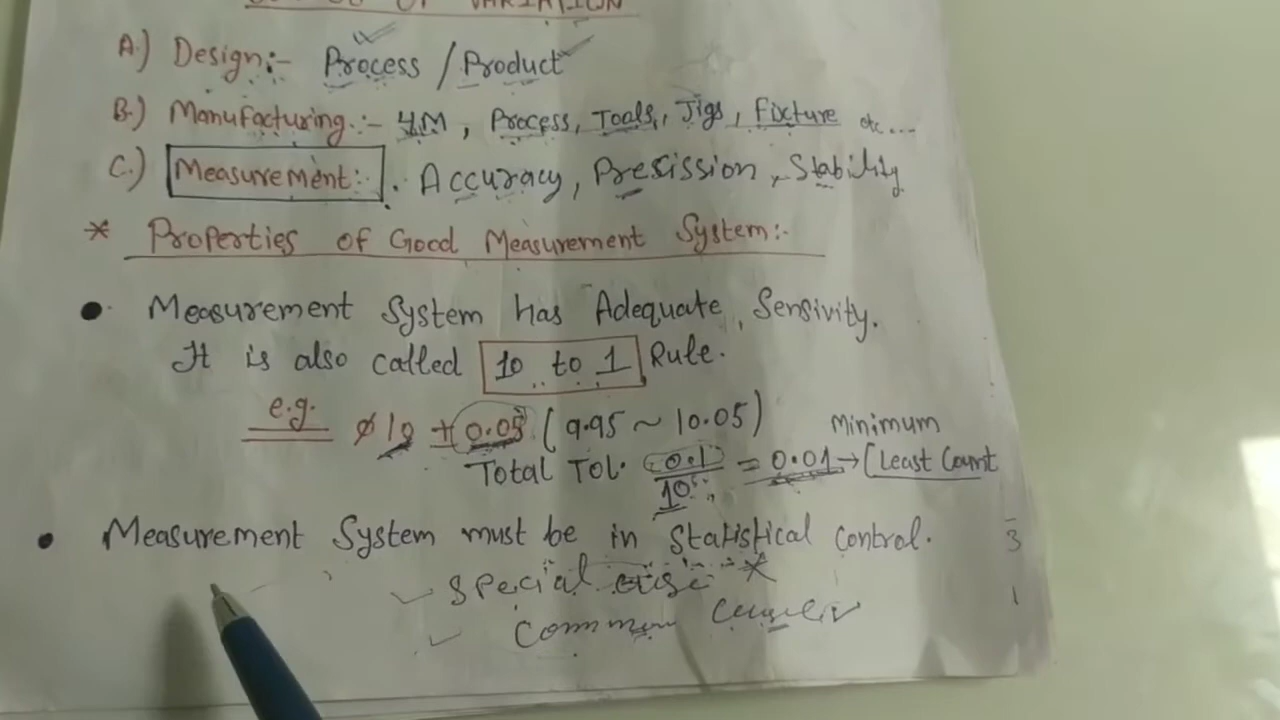 OF VARIATION
A.) Design:- Process / Product
B.) Manufacturing:- 4M, Process, Tools, Jigs, Fixture etc...
C.) Measurement:. Accuracy, Presission, Stability
* Properties of Good Measurement System:-
• Measurement System has Adequate, Sensivity.
It is also called 10 to 1 Rule.
e.g. ϕ 10 ± 0.05 (9.95 ~ 10.05)
Minimum
Total Tol. 0.1/10 = 0.01 → (Least Count
• Measurement System must be in Statistical control.
Special
Common